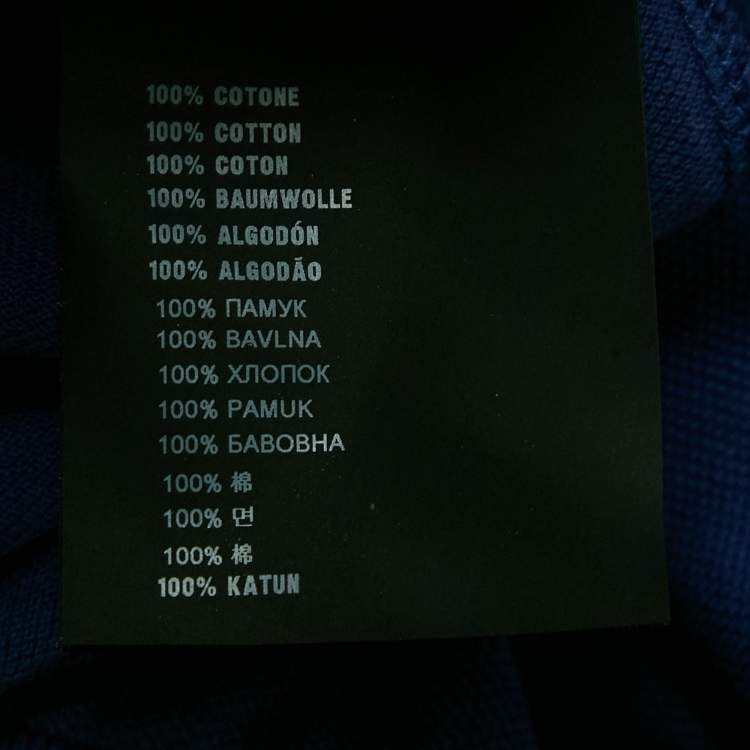 100% COTONE
100% COTTON
100% COTON
100% BAUMWOLLE
100% ALGODÓN
100% ALGODÃO
100% ПАМУК
100% BAVLNA
100% ХЛОПОК
100% PAMUK
100% БАВОВНА
100% 棉
100% 면
100% 棉
100% KATUN